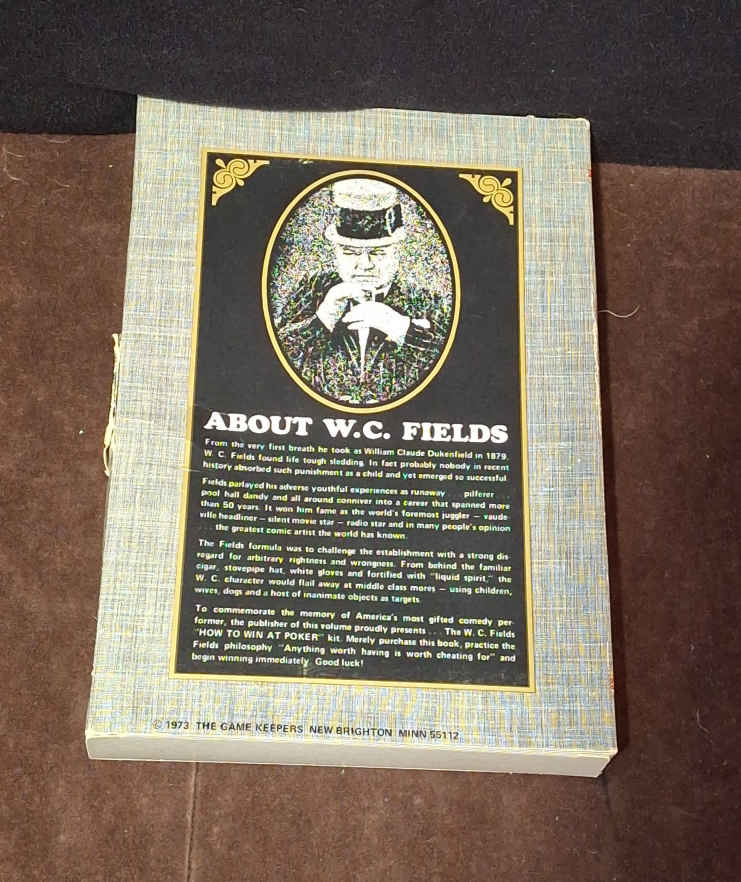 ABOUT W.C. FIELDS
From the very first breath he took as William Claude Dukenfield in 1879,
W. C. Fields found life tough sledding. In fact probably nobody in recent
history absorbed such punishment as a child and yet emerged so successful.
Fields parlayed his adverse youthful experiences as runaway ... pilferer ...
pool hall dandy and all around conniver into a career that spanned more
than 50 years. It won him fame as the world's foremost juggler — vaude-
ville headliner — silent movie star — radio star and in many people's opinion
... the greatest comic artist the world has known.
The Fields formula was to challenge the establishment with a strong dis-
regard for arbitrary rightness and wrongness. From behind the familiar
cigar, stovepipe hat, white gloves and fortified with "liquid spirit," the
W. C. character would flail away at middle class mores — using children,
wives, dogs and a host of inanimate objects as targets.
To commemorate the memory of America's most gifted comedy per-
former, the publisher of this volume proudly presents ... The W. C. Fields
"HOW TO WIN AT POKER" kit. Merely purchase this book, practice the
Fields philosophy "Anything worth having is worth cheating for" and
begin winning immediately. Good luck!
© 1973 THE GAME KEEPERS NEW BRIGHTON MINN 55112